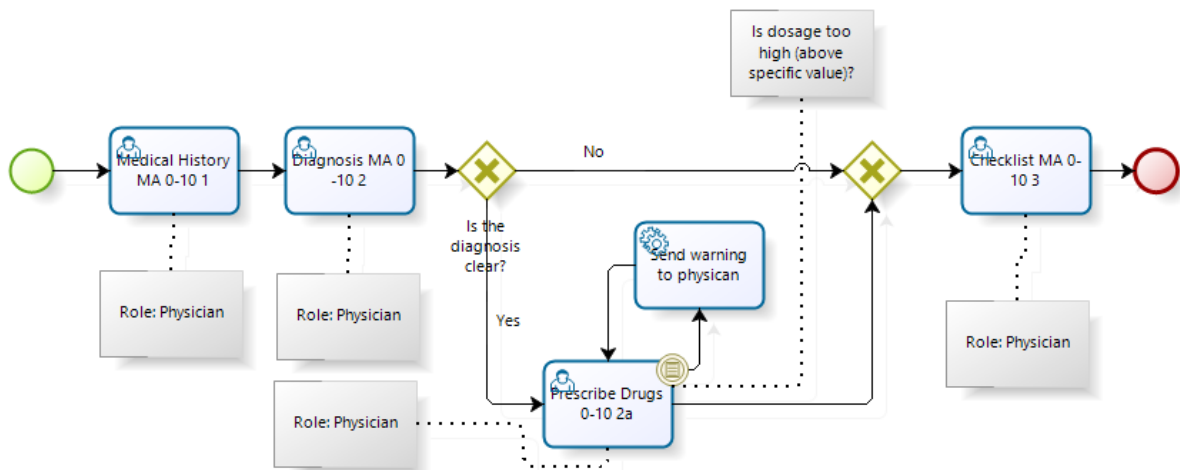 Is dosage too
high (above
specific value)?
Medical History
MA 0-10 1
Diagnosis MA 0
-10 2
No
Checklist MA 0-
10 3
Is the
diagnosis
clear?
Send warning
to physican
Role: Physician
Role: Physician
Yes
Role: Physician
Prescribe Drugs
0-10 2a
Role: Physician